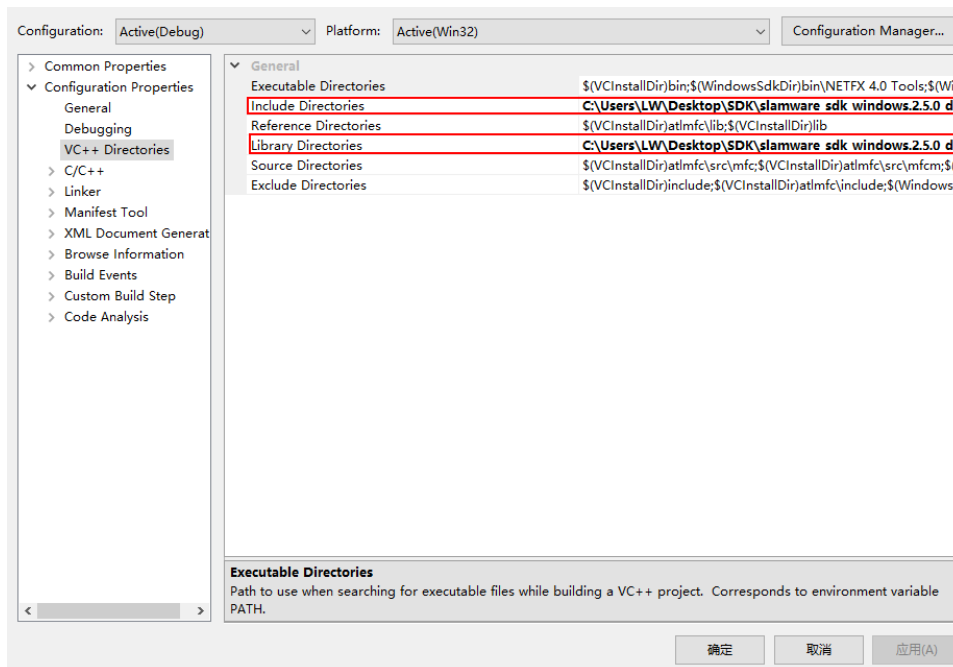 Configuration: Active(Debug) Platform: Active(Win32) Configuration Manager...
Common Properties
Configuration Properties
General
Debugging
VC++ Directories
C/C++
Linker
Manifest Tool
XML Document Generat
Browse Information
Build Events
Custom Build Step
Code Analysis
General
Executable Directories $(VCInstallDir)bin;$(WindowsSdkDir)bin\NETFX 4.0 Tools;$(Wi
Include Directories C:\Users\LW\Desktop\SDK\slamware sdk windows.2.5.0 d
Reference Directories $(VCInstallDir)atlmfc\lib;$(VCInstallDir)lib
Library Directories C:\Users\LW\Desktop\SDK\slamware sdk windows.2.5.0 d
Source Directories $(VCInstallDir)atlmfc\src\mfc;$(VCInstallDir)atlmfc\src\mfcm;$(
Exclude Directories $(VCInstallDir)include;$(VCInstallDir)atlmfc\include;$(Windows
Executable Directories
Path to use when searching for executable files while building a VC++ project. Corresponds to environment variable
PATH.
确定 取消 应用(A)